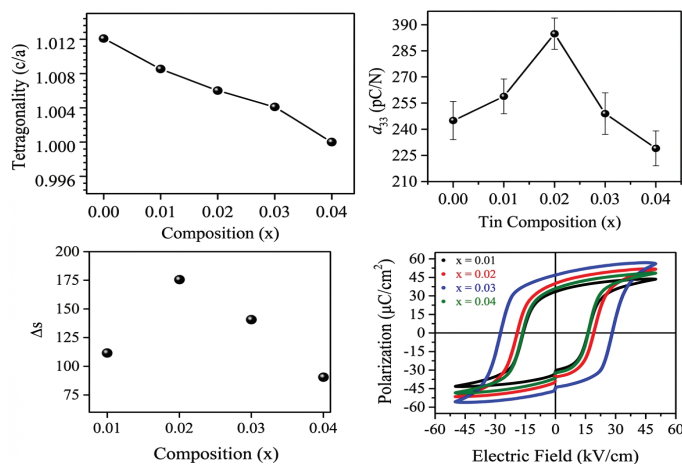 Tetragonality (c/a)
1.012
1.008
1.004
1.000
0.996
0.00 0.01 0.02 0.03 0.04
Composition (x)
d33 (pC/N)
390
360
330
300
270
240
225
210
0.00 0.01 0.02 0.03 0.04
Tin Composition (x)
Δs
200
175
150
125
100
75
0.01 0.02 0.03 0.04
Composition (x)
Polarization (μC/cm²)
60
45
30
15
0
-15
-30
-45
-60
x = 0.01
x = 0.02
x = 0.03
x = 0.04
-60 -45 -30 -15 0 15 30 45 60
Electric Field (kV/cm)